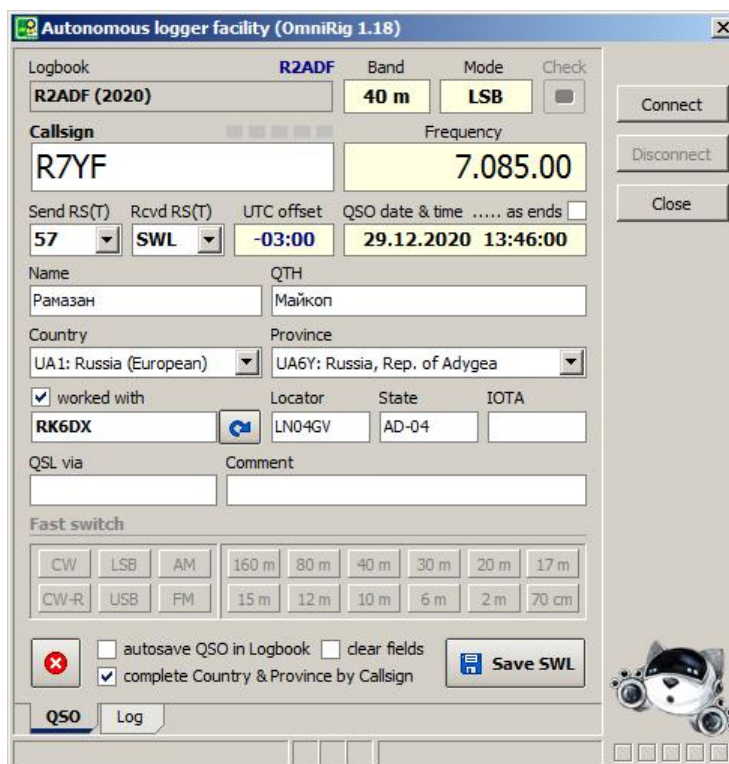 Autonomous logger facility (OmniRig 1.18)
Logbook R2ADF Band Mode Check
R2ADF (2020) 40 m LSB
Connect
Callsign Frequency
R7YF 7.085.00
Disconnect
Send RS(T) Rcvd RS(T) UTC offset QSO date & time ..... as ends
Close
57 SWL -03:00 29.12.2020 13:46:00
Name QTH
Рамазан Майкоп
Country Province
UA1: Russia (European) UA6Y: Russia, Rep. of Adygea
worked with Locator State IOTA
RK6DX LN04GV AD-04
QSL via Comment
Fast switch
CW LSB AM 160 m 80 m 40 m 30 m 20 m 17 m
CW-R USB FM 15 m 12 m 10 m 6 m 2 m 70 cm
autosave QSO in Logbook clear fields
complete Country & Province by Callsign
Save SWL
QSO Log